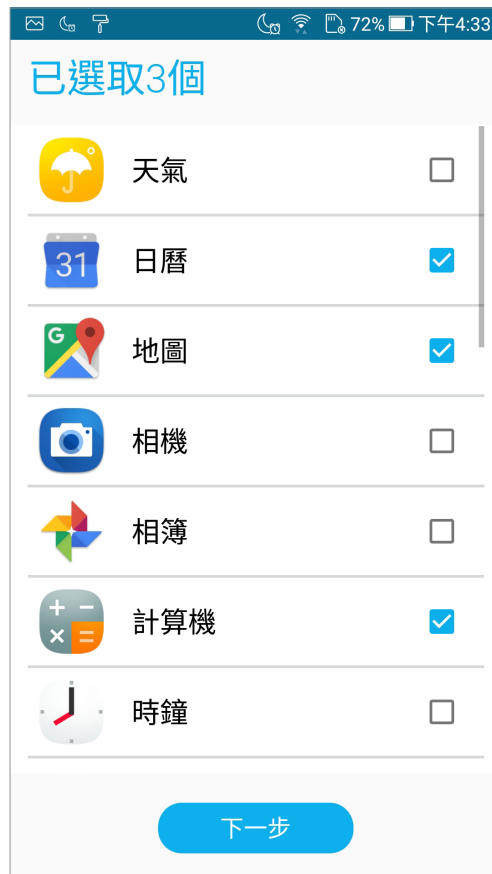 72% 下午4:33
已選取3個
天氣
31 日曆
G 地圖
相機
相簿
計算機
時鐘
下一步